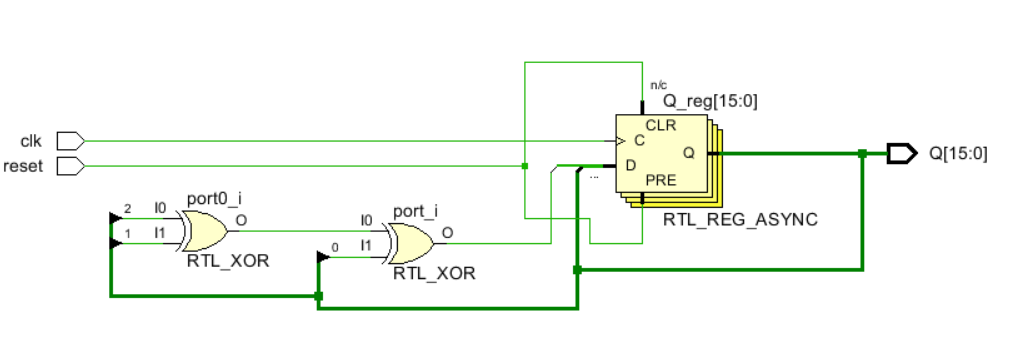 n/c
Q_reg[15:0]
CLR
clk
C
Q
Q[15:0]
reset
D
...
PRE
port0_i
port_i
RTL_REG_ASYNC
2
I0
O
I0
O
1
I1
0
I1
RTL_XOR
RTL_XOR